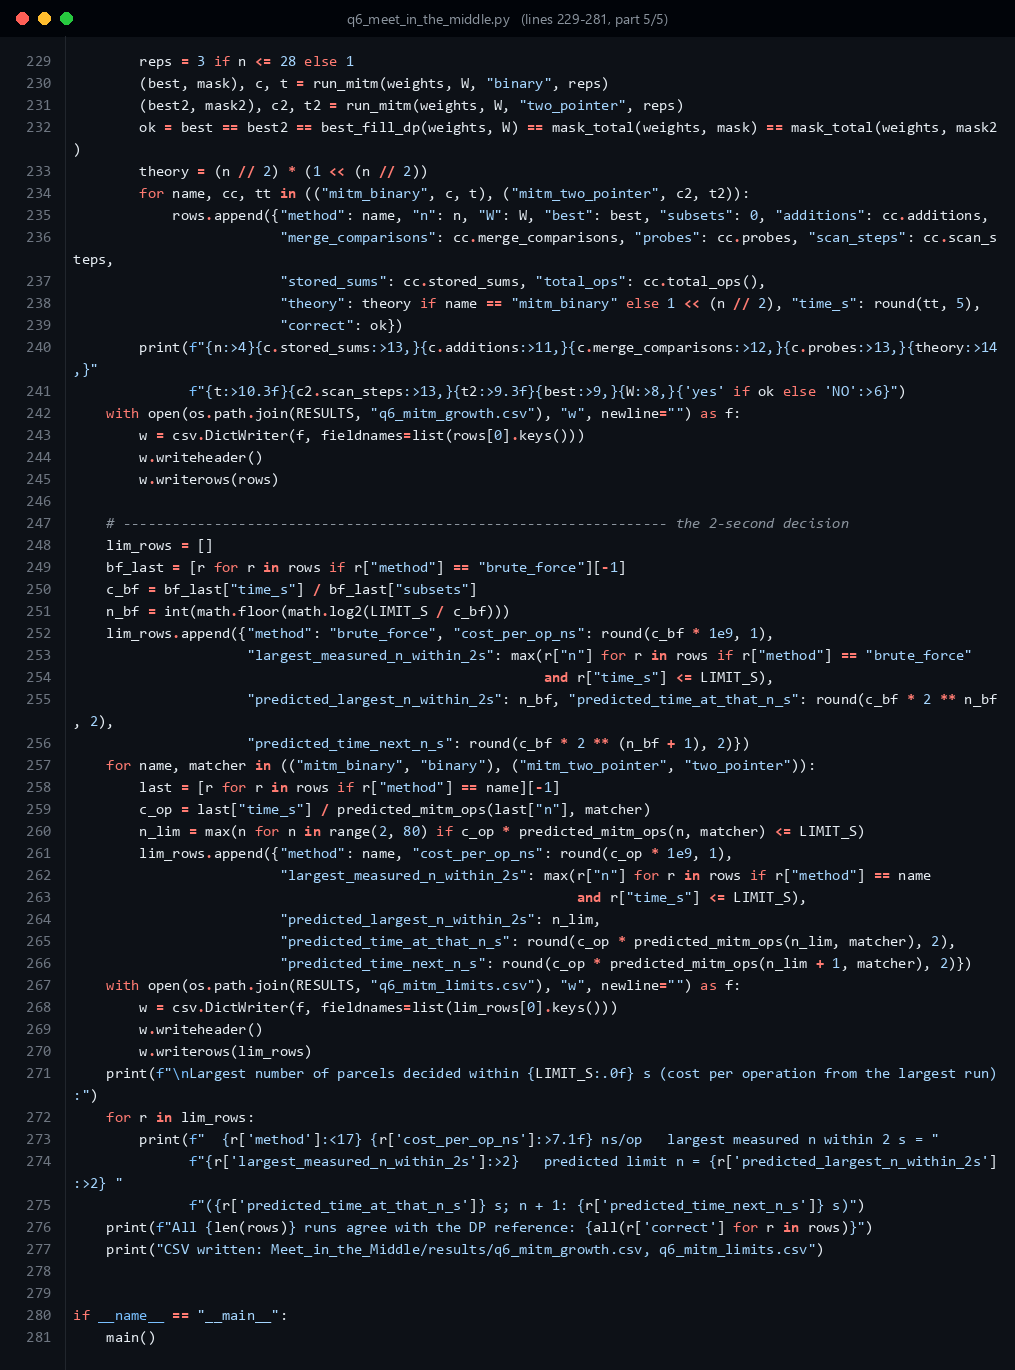 q6_meet_in_the_middle.py   (lines 229-281, part 5/5)
229         reps = 3 if n <= 28 else 1
230         (best, mask), c, t = run_mitm(weights, W, "binary", reps)
231         (best2, mask2), c2, t2 = run_mitm(weights, W, "two_pointer", reps)
232         ok = best == best2 == best_fill_dp(weights, W) == mask_total(weights, mask) == mask_total(weights, mask2
)
233         theory = (n // 2) * (1 << (n // 2))
234         for name, cc, tt in (("mitm_binary", c, t), ("mitm_two_pointer", c2, t2)):
235             rows.append({"method": name, "n": n, "W": W, "best": best, "subsets": 0, "additions": cc.additions,
236                          "merge_comparisons": cc.merge_comparisons, "probes": cc.probes, "scan_steps": cc.scan_s
teps,
237                          "stored_sums": cc.stored_sums, "total_ops": cc.total_ops(),
238                          "theory": theory if name == "mitm_binary" else 1 << (n // 2), "time_s": round(tt, 5),
239                          "correct": ok})
240         print(f"{n:>4}{c.stored_sums:>13,}{c.additions:>11,}{c.merge_comparisons:>12,}{c.probes:>13,}{theory:>14
,}"
241               f"{t:>10.3f}{c2.scan_steps:>13,}{t2:>9.3f}{best:>9,}{W:>8,}{'yes' if ok else 'NO':>6}")
242     with open(os.path.join(RESULTS, "q6_mitm_growth.csv"), "w", newline="") as f:
243         w = csv.DictWriter(f, fieldnames=list(rows[0].keys()))
244         w.writeheader()
245         w.writerows(rows)
246
247     # ------------------------------------------------------------------ the 2-second decision
248     lim_rows = []
249     bf_last = [r for r in rows if r["method"] == "brute_force"][-1]
250     c_bf = bf_last["time_s"] / bf_last["subsets"]
251     n_bf = int(math.floor(math.log2(LIMIT_S / c_bf)))
252     lim_rows.append({"method": "brute_force", "cost_per_op_ns": round(c_bf * 1e9, 1),
253                      "largest_measured_n_within_2s": max(r["n"] for r in rows if r["method"] == "brute_force"
254                                                          and r["time_s"] <= LIMIT_S),
255                      "predicted_largest_n_within_2s": n_bf, "predicted_time_at_that_n_s": round(c_bf * 2 ** n_bf
, 2),
256                      "predicted_time_next_n_s": round(c_bf * 2 ** (n_bf + 1), 2)})
257     for name, matcher in (("mitm_binary", "binary"), ("mitm_two_pointer", "two_pointer")):
258         last = [r for r in rows if r["method"] == name][-1]
259         c_op = last["time_s"] / predicted_mitm_ops(last["n"], matcher)
260         n_lim = max(n for n in range(2, 80) if c_op * predicted_mitm_ops(n, matcher) <= LIMIT_S)
261         lim_rows.append({"method": name, "cost_per_op_ns": round(c_op * 1e9, 1),
262                          "largest_measured_n_within_2s": max(r["n"] for r in rows if r["method"] == name
263                                                              and r["time_s"] <= LIMIT_S),
264                          "predicted_largest_n_within_2s": n_lim,
265                          "predicted_time_at_that_n_s": round(c_op * predicted_mitm_ops(n_lim, matcher), 2),
266                          "predicted_time_next_n_s": round(c_op * predicted_mitm_ops(n_lim + 1, matcher), 2)})
267     with open(os.path.join(RESULTS, "q6_mitm_limits.csv"), "w", newline="") as f:
268         w = csv.DictWriter(f, fieldnames=list(lim_rows[0].keys()))
269         w.writeheader()
270         w.writerows(lim_rows)
271     print(f"\nLargest number of parcels decided within {LIMIT_S:.0f} s (cost per operation from the largest run)
:")
272     for r in lim_rows:
273         print(f"  {r['method']:<17} {r['cost_per_op_ns']:>7.1f} ns/op   largest measured n within 2 s = "
274               f"{r['largest_measured_n_within_2s']:>2}   predicted limit n = {r['predicted_largest_n_within_2s']
:>2} "
275               f"({r['predicted_time_at_that_n_s']} s; n + 1: {r['predicted_time_next_n_s']} s)")
276     print(f"All {len(rows)} runs agree with the DP reference: {all(r['correct'] for r in rows)}")
277     print("CSV written: Meet_in_the_Middle/results/q6_mitm_growth.csv, q6_mitm_limits.csv")
278
279
280 if __name__ == "__main__":
281     main()